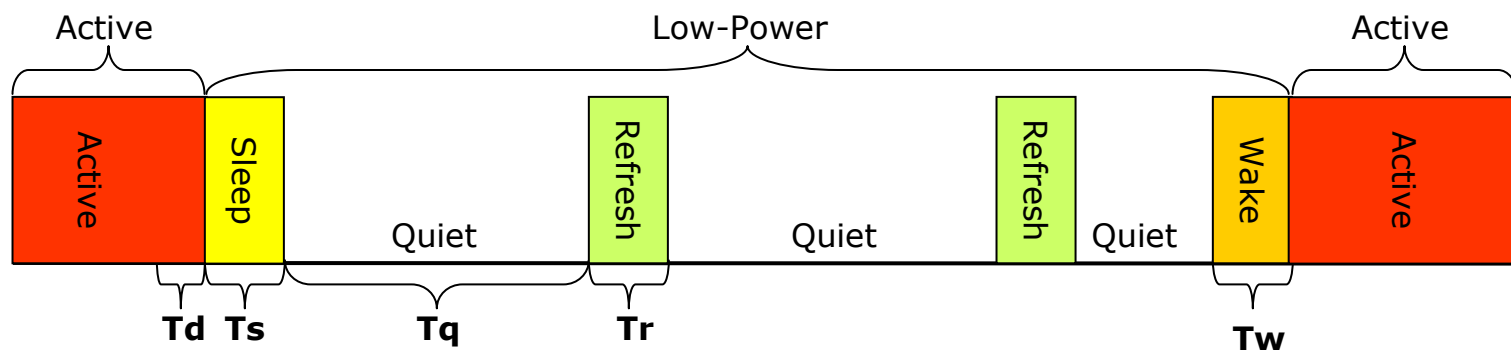 Active
Low-Power
Active
Active
Sleep
Quiet
Refresh
Quiet
Refresh
Quiet
Wake
Active
Td
Ts
Tq
Tr
Tw